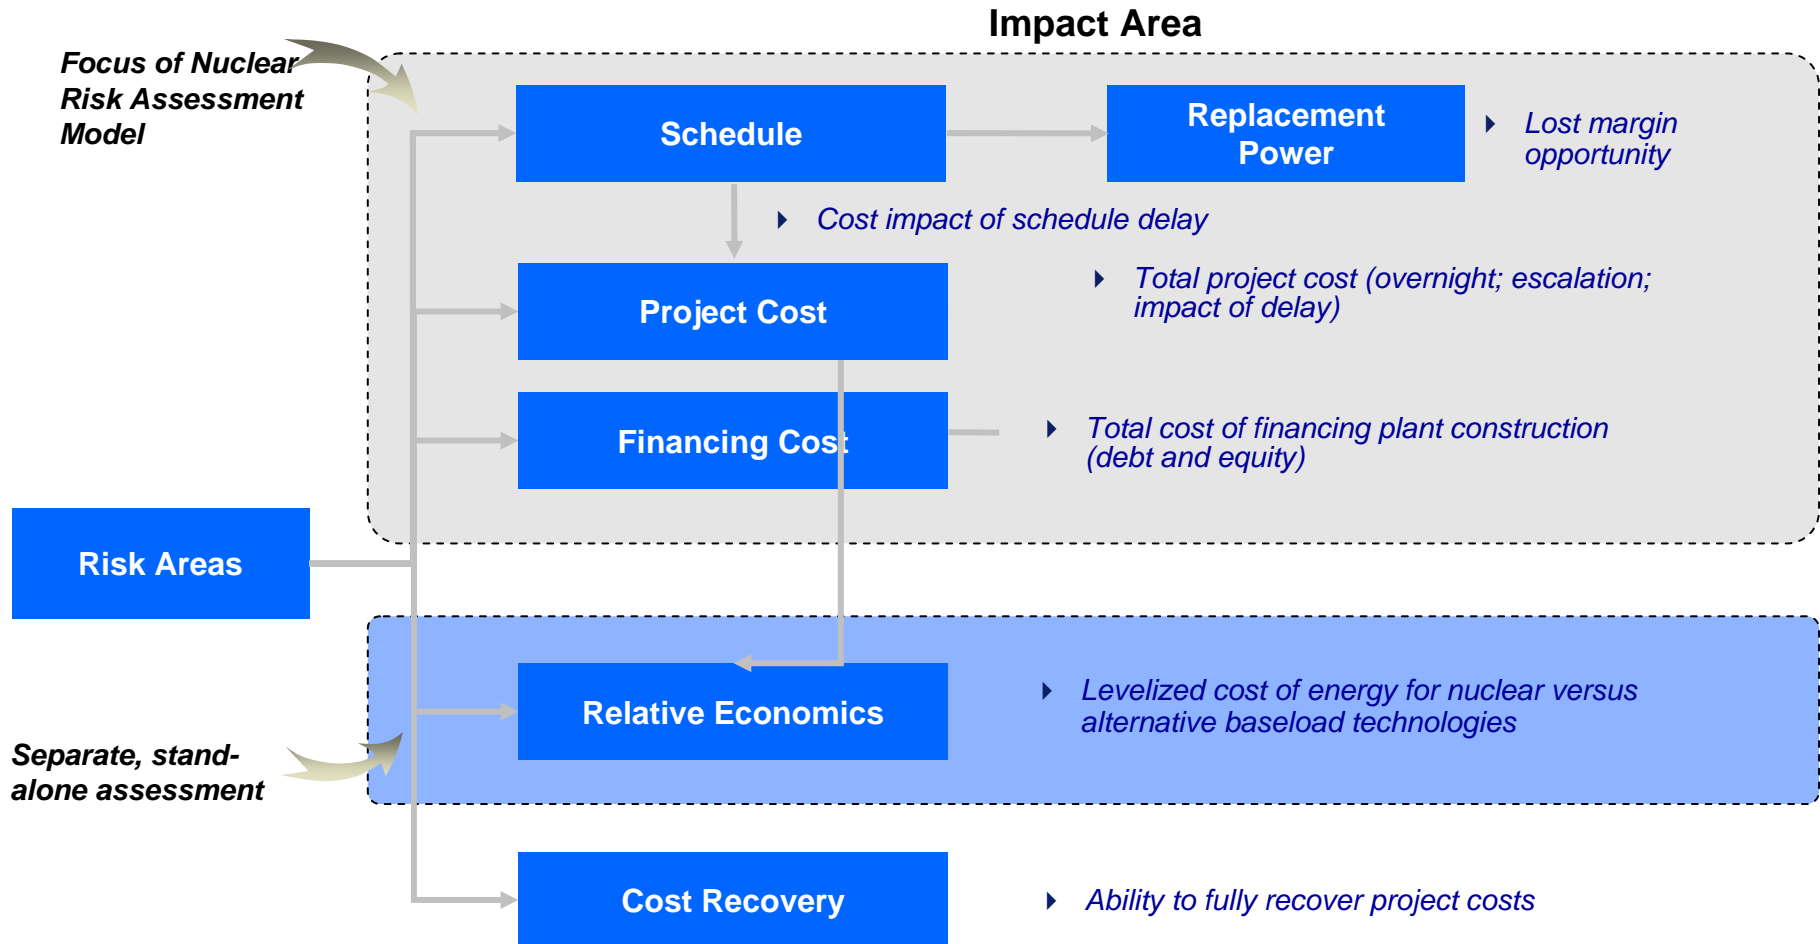 Impact Area
Focus of Nuclear
Risk Assessment
Model
Schedule
Replacement
Power
Lost margin
opportunity
Cost impact of schedule delay
Project Cost
Total project cost (overnight; escalation;
impact of delay)
Financing Cost
Total cost of financing plant construction
(debt and equity)
Risk Areas
Relative Economics
Levelized cost of energy for nuclear versus
alternative baseload technologies
Separate, stand-
alone assessment
Cost Recovery
Ability to fully recover project costs